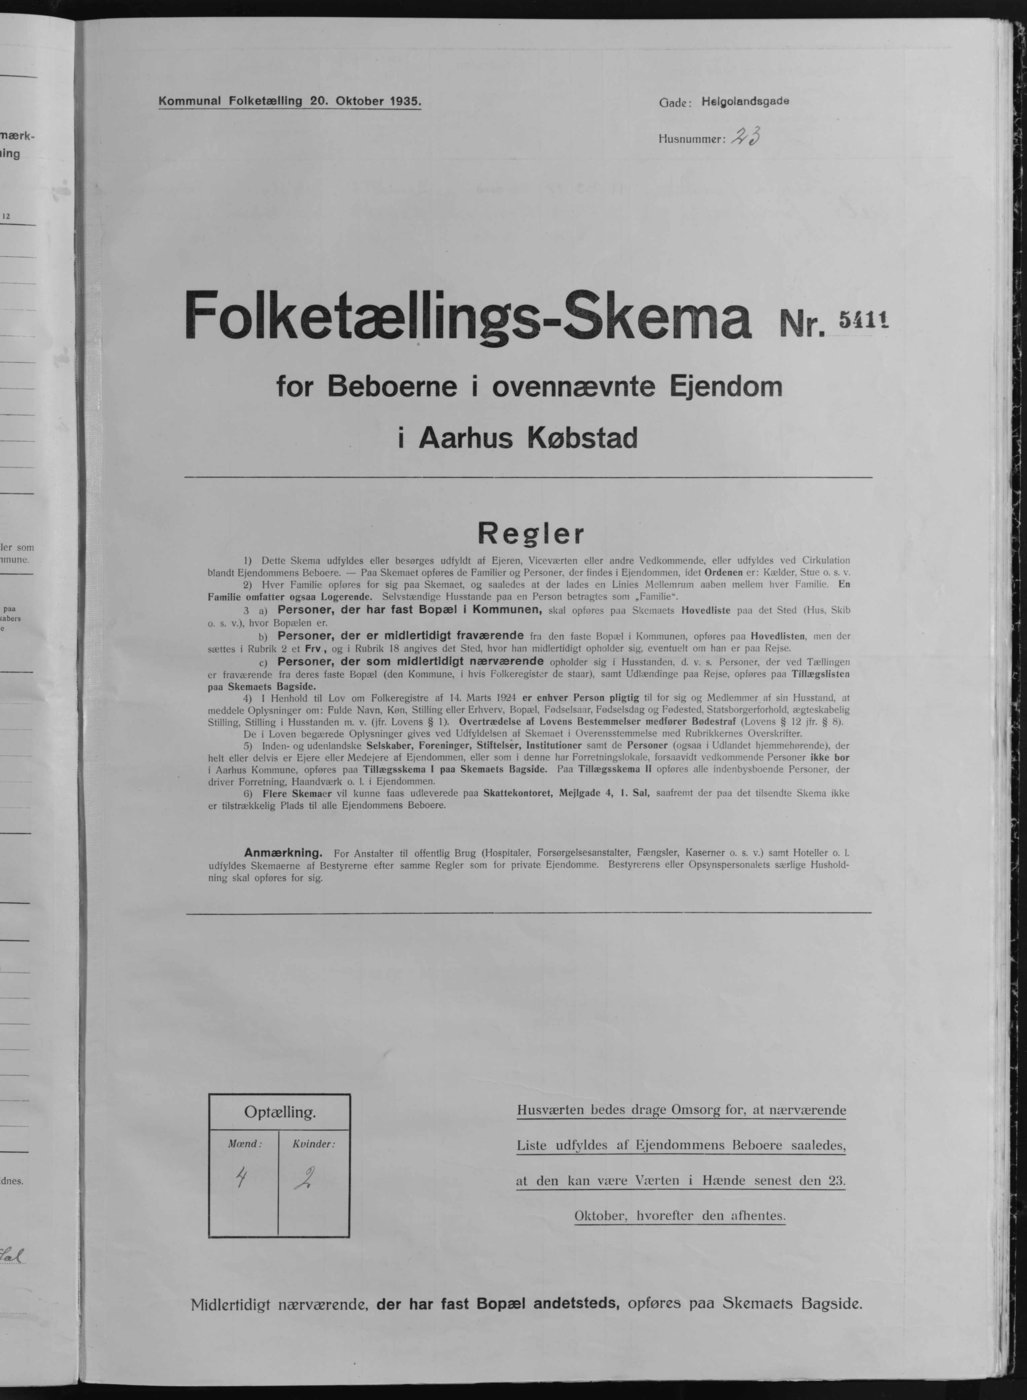 mærk-
ing
12
ler som
mmune.
paa
kabers
e
dnes.
Kommunal Folketælling 20. Oktober 1935.
Gade: Helgolandsgade
Husnummer: 23
Folketællings-Skema Nr. 5411
for Beboerne i ovennævnte Ejendom
i Aarhus Købstad
Regler
1) Dette Skema udfyldes eller besørges udfyldt af Ejeren, Viceværten eller andre Vedkommende, eller udfyldes ved Cirkulation
blandt Ejendommens Beboere. — Paa Skemaet opføres de Familier og Personer, der findes i Ejendommen, idet Ordenen er: Kælder, Stue o. s. v.
2) Hver Familie opføres for sig paa Skemaet, og saaledes at der lades en Linies Mellemrum aaben mellem hver Familie. En
Familie omfatter ogsaa Logerende. Selvstændige Husstande paa en Person betragtes som „Familie“.
3 a) Personer, der har fast Bopæl i Kommunen, skal opføres paa Skemaets Hovedliste paa det Sted (Hus, Skib
o. s. v.), hvor Bopælen er.
b) Personer, der er midlertidigt fraværende fra den faste Bopæl i Kommunen, opføres paa Hovedlisten, men der
sættes i Rubrik 2 et Frv., og i Rubrik 18 angives det Sted, hvor han midlertidigt opholder sig, eventuelt om han er paa Rejse.
c) Personer, der som midlertidigt nærværende opholder sig i Husstanden, d. v. s. Personer, der ved Tællingen
er fraværende fra deres faste Bopæl (den Kommune, i hvis Folkeregister de staar), samt Udlændinge paa Rejse, opføres paa Tillægslisten
paa Skemaets Bagside.
4) I Henhold til Lov om Folkeregistre af 14. Marts 1924 er enhver Person pligtig til for sig og Medlemmer af sin Husstand, at
meddele Oplysninger om: Fulde Navn, Køn, Stilling eller Erhverv, Bopæl, Fødselsaar, Fødselsdag og Fødested, Statsborgerforhold, ægteskabelig
Stilling, Stilling i Husstanden m. v. (jfr. Lovens § 1). Overtrædelse af Lovens Bestemmelser medfører Bødestraf (Lovens § 12 jfr. § 8).
De i Loven begærede Oplysninger gives ved Udfyldelsen af Skemaet i Overensstemmelse med Rubrikkernes Overskrifter.
5) Inden- og udenlandske Selskaber, Foreninger, Stiftelser, Institutioner samt de Personer (ogsaa i Udlandet hjemmehørende), der
helt eller delvis er Ejere eller Medejere af Ejendommen, eller som i denne har Forretningslokale, forsaavidt vedkommende Personer ikke bor
i Aarhus Kommune, opføres paa Tillægsskema I paa Skemaets Bagside. Paa Tillægsskema II opføres alle indenbysboende Personer, der
driver Forretning, Haandværk o. l. i Ejendommen.
6) Flere Skemaer vil kunne faas udleverede paa Skattekontoret, Mejlgade 4, 1. Sal, saafremt der paa det tilsendte Skema ikke
er tilstrækkelig Plads til alle Ejendommens Beboere.
Anmærkning. For Anstalter til offentlig Brug (Hospitaler, Forsørgelsesanstalter, Fængsler, Kaserner o. s. v.) samt Hoteller o. l.
udfyldes Skemaerne af Bestyrerne efter samme Regler som for private Ejendomme. Bestyrerens eller Opsynspersonalets særlige Hushold-
ning skal opføres for sig.
Optælling.
Mænd: Kvinder:
4 2
Husværten bedes drage Omsorg for, at nærværende
Liste udfyldes af Ejendommens Beboere saaledes,
at den kan være Værten i Hænde senest den 23.
Oktober, hvorefter den afhentes.
Midlertidigt nærværende, der har fast Bopæl andetsteds, opføres paa Skemaets Bagside.